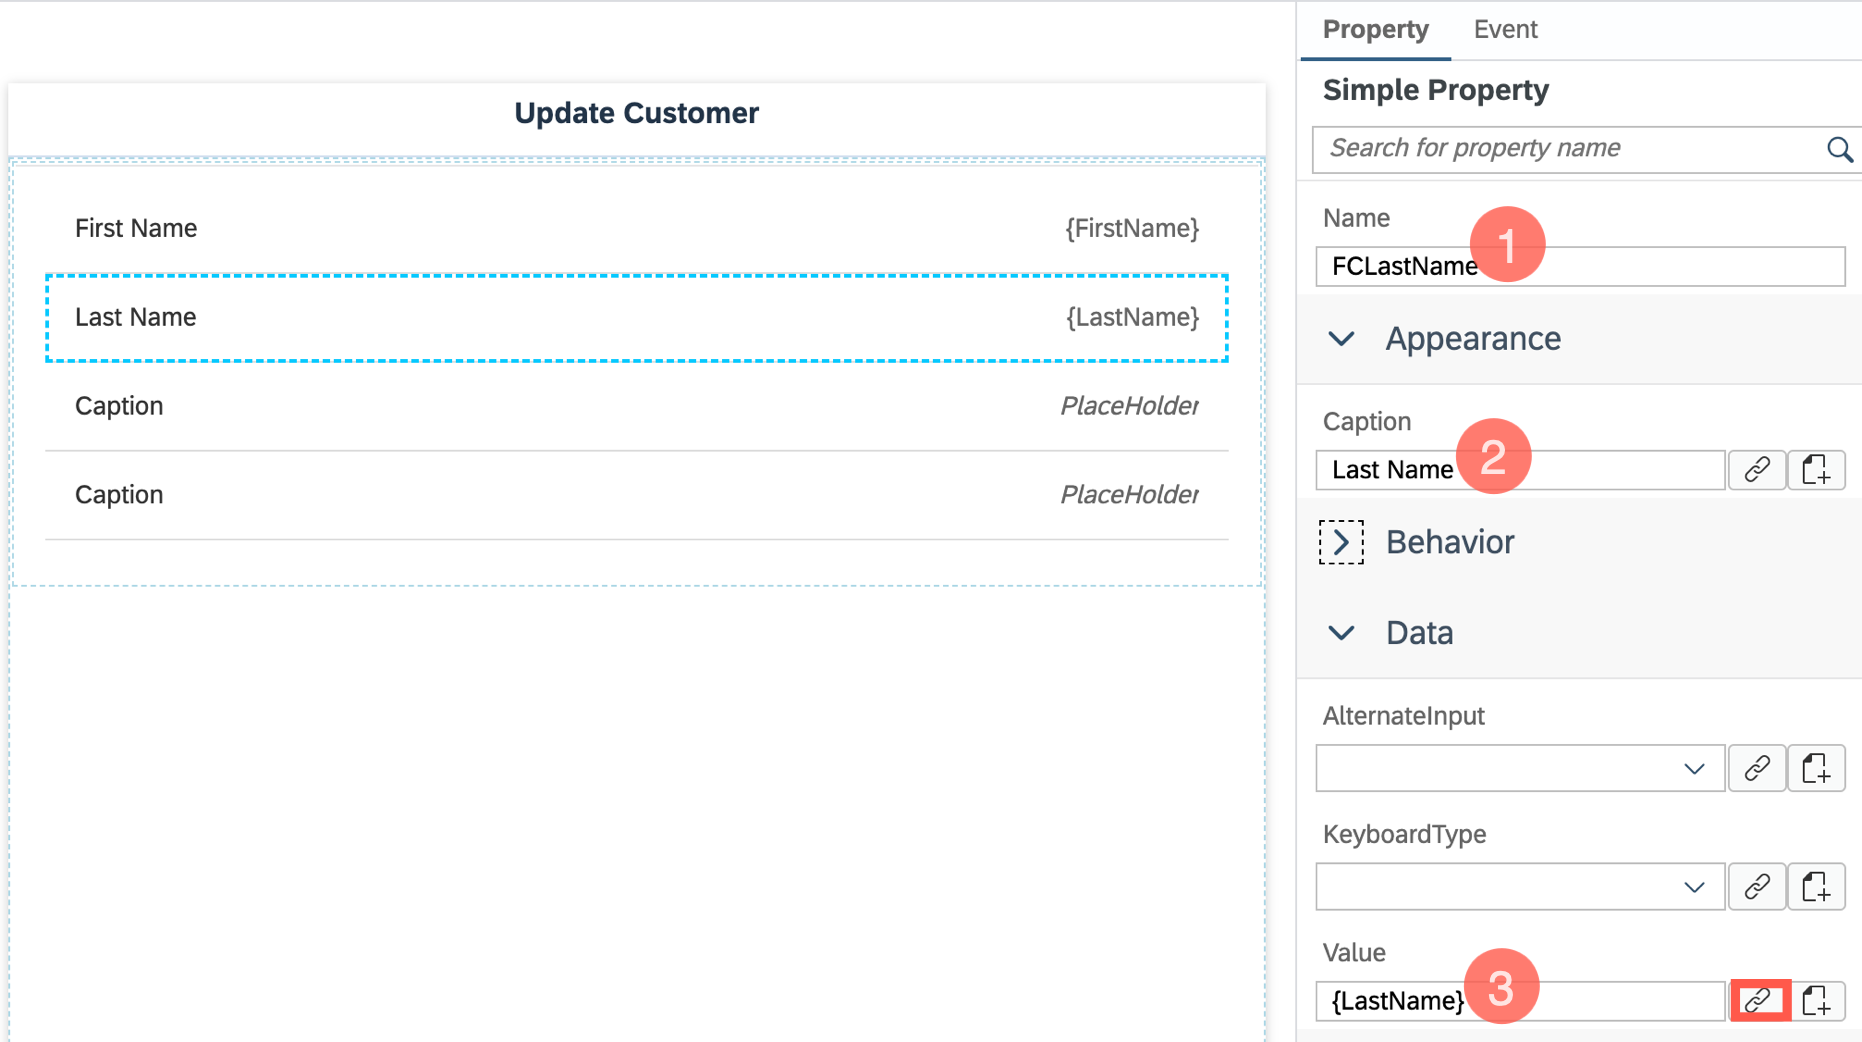 Property Event
Simple Property
Search for property name
Update Customer
First Name {FirstName}
Last Name {LastName}
Caption PlaceHolder
Caption PlaceHolder
Name
1
FCLastName
Appearance
Caption
2
Last Name
Behavior
Data
AlternateInput
KeyboardType
Value
3
{LastName}